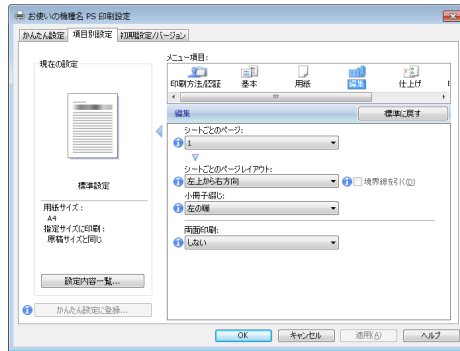 お使いの機種名 PS 印刷設定
かんたん設定 項目別設定 初期設定/バージョン
現在の設定
標準設定
用紙サイズ：
A4
指定サイズに印刷：
原稿サイズと同じ
設定内容一覧...
かんたん設定に登録...
メニュー項目：
印刷方法/認証 基本 用紙 編集 仕上げ
編集 標準に戻す
シートごとのページ：
1
シートごとのページレイアウト：
左上から右方向 境界線を引く(D)
小冊子綴じ：
左の端
両面印刷：
しない
OK キャンセル 適用(A) ヘルプ